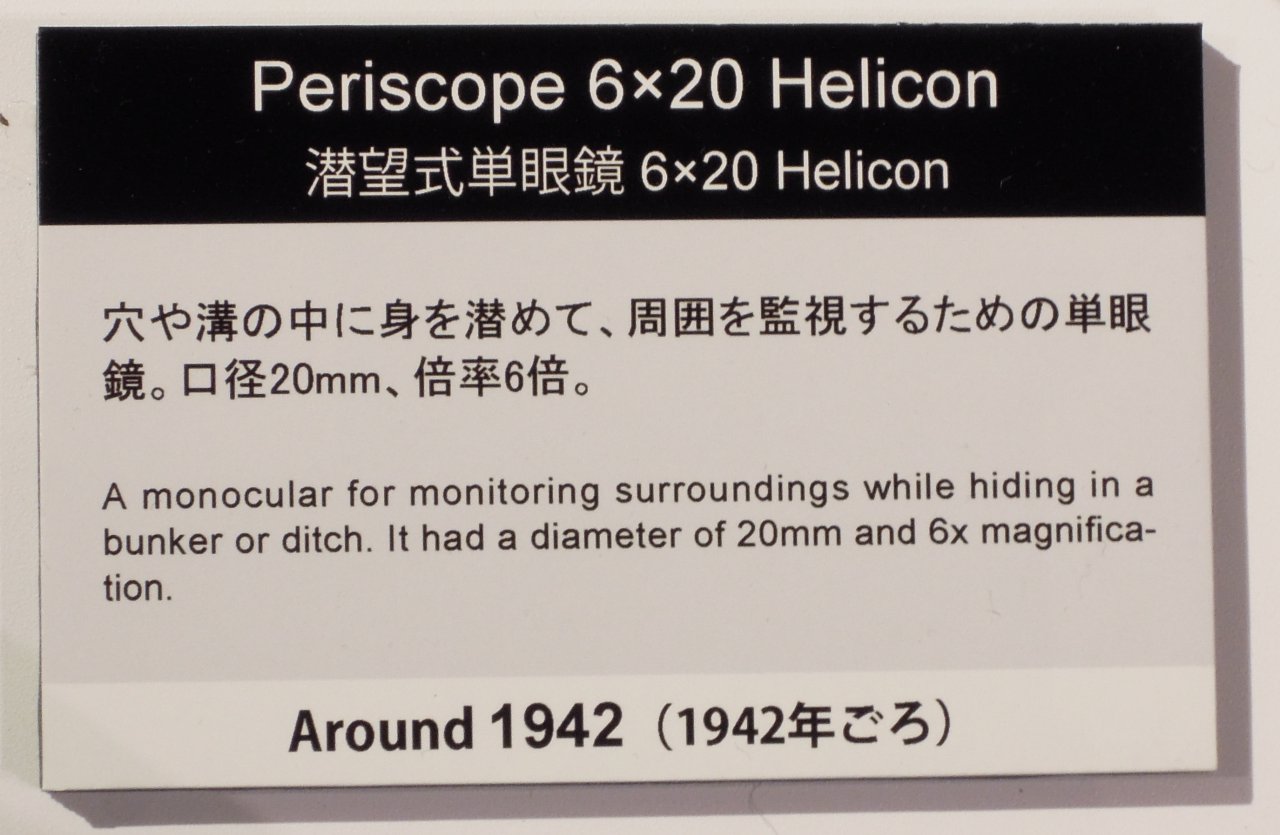 Periscope 6×20 Helicon
潜望式単眼鏡 6×20 Helicon
穴や溝の中に身を潜めて、周囲を監視するための単眼
鏡。口径20mm、倍率6倍。
A monocular for monitoring surroundings while hiding in a
bunker or ditch. It had a diameter of 20mm and 6x magnifica-
tion.
Around 1942（1942年ごろ）